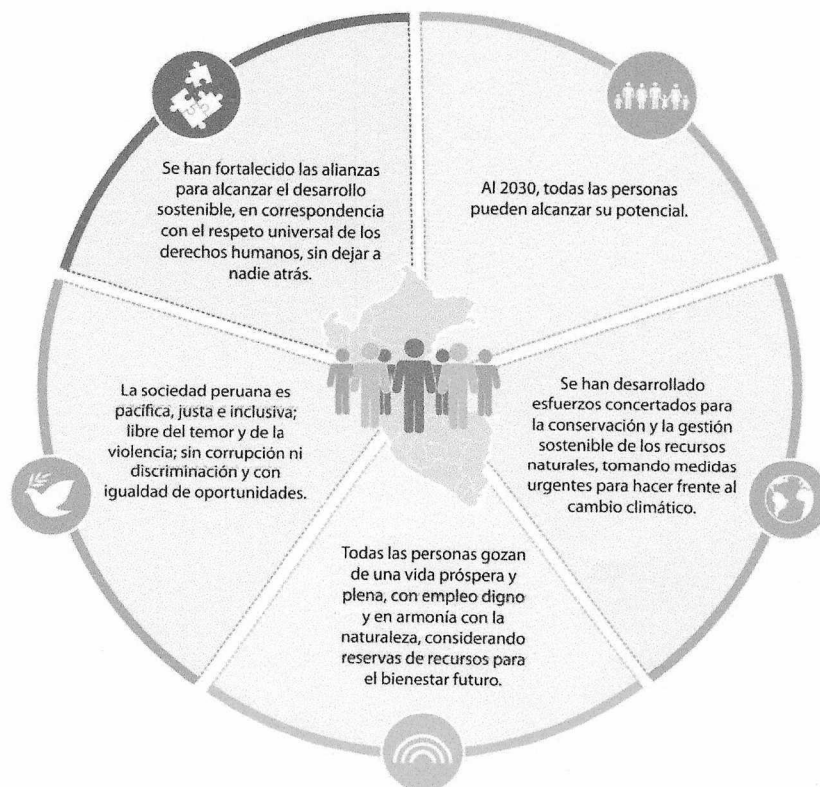 Se han fortalecido las alianzas
para alcanzar el desarrollo
sostenible, en correspondencia
con el respeto universal de los
derechos humanos, sin dejar a
nadie atrás.
Al 2030, todas las personas
pueden alcanzar su potencial.
Se han desarrollado
esfuerzos concertados para
la conservación y la gestión
sostenible de los recursos
naturales, tomando medidas
urgentes para hacer frente al
cambio climático.
Todas las personas gozan
de una vida próspera y
plena, con empleo digno
y en armonía con la
naturaleza, considerando
reservas de recursos para
el bienestar futuro.
La sociedad peruana es
pacífica, justa e inclusiva;
libre del temor y de la
violencia; sin corrupción ni
discriminación y con
igualdad de oportunidades.